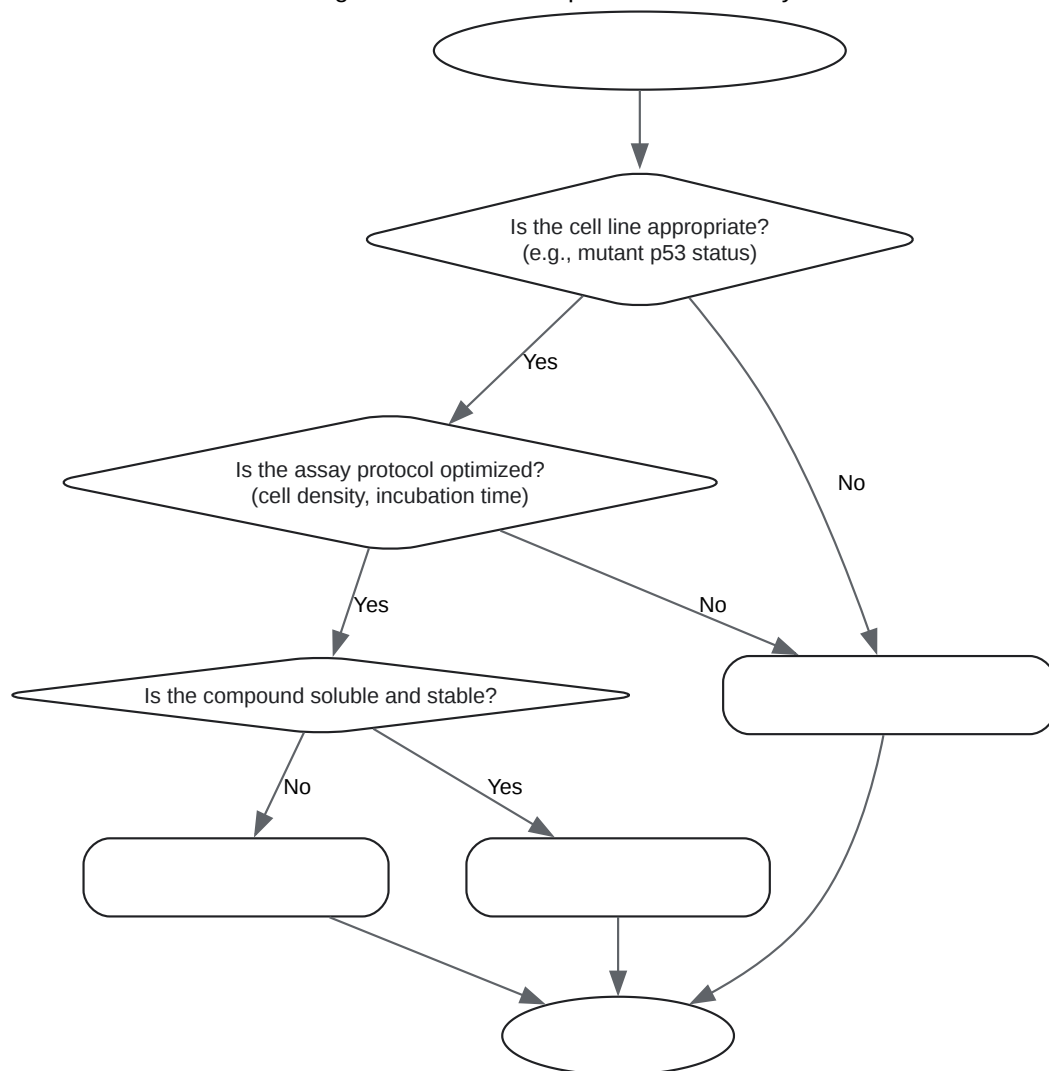 Is the cell line appropriate?
(e.g., mutant p53 status)
Yes
Is the assay protocol optimized?
(cell density, incubation time)
No
Yes
No
Is the compound soluble and stable?
No
Yes